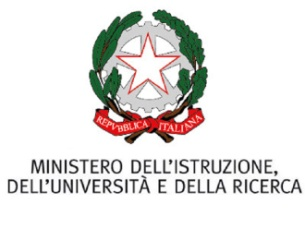 REPVBBLICA ITALIANA
MINISTERO DELL'ISTRUZIONE,
DELL'UNIVERSITÀ E DELLA RICERCA